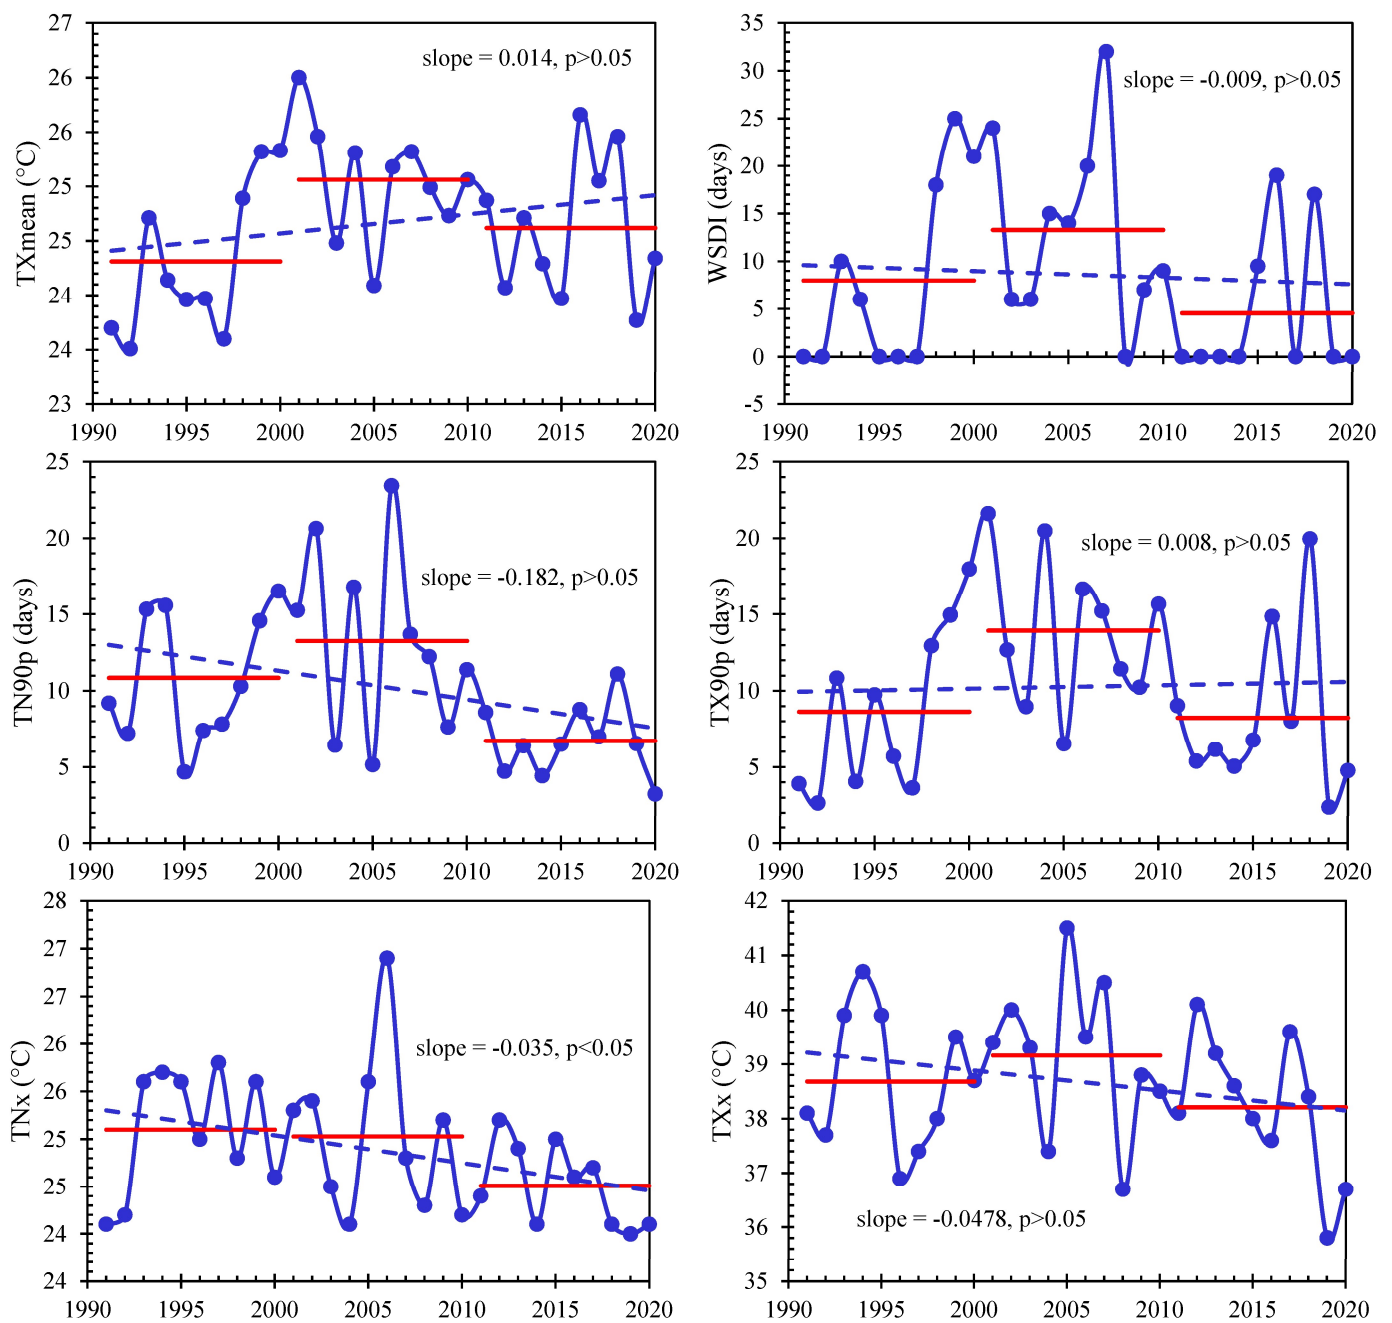 27
26
26
25
25
24
24
23
TXmean (°C)
slope = 0.014, p>0.05
1990 1995 2000 2005 2010 2015 2020
35
30
25
20
15
10
5
0
-5
WSDI (days)
slope = -0.009, p>0.05
1990 1995 2000 2005 2010 2015 2020
25
20
15
10
5
0
TN90p (days)
slope = -0.182, p>0.05
1990 1995 2000 2005 2010 2015 2020
25
20
15
10
5
0
TX90p (days)
slope = 0.008, p>0.05
1990 1995 2000 2005 2010 2015 2020
28
27
27
26
26
25
25
24
24
TNx (°C)
slope = -0.035, p<0.05
1990 1995 2000 2005 2010 2015 2020
42
41
40
39
38
37
36
35
TXx (°C)
slope = -0.0478, p>0.05
1990 1995 2000 2005 2010 2015 2020